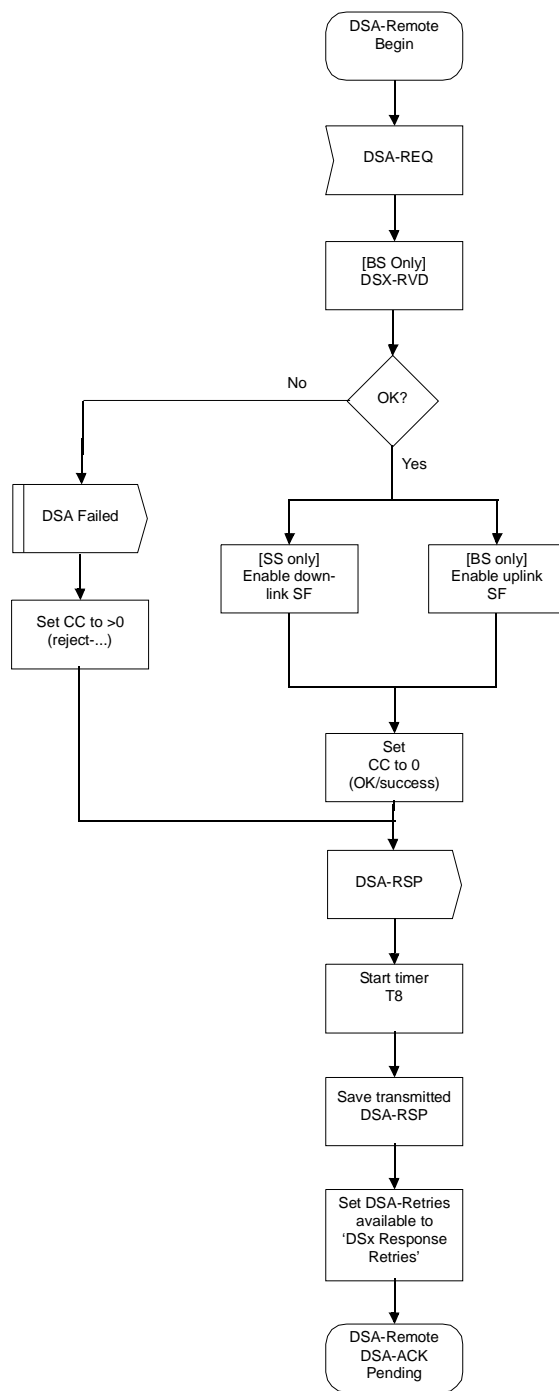 DSA-Remote
Begin
DSA-REQ
[BS Only]
DSX-RVD
OK?
No
Yes
DSA Failed
[SS only]
Enable down-
link SF
[BS only]
Enable uplink
SF
Set CC to >0
(reject-...)
Set
CC to 0
(OK/success)
DSA-RSP
Start timer
T8
Save transmitted
DSA-RSP
Set DSA-Retries
available to
‘DSx Response
Retries’
DSA-Remote
DSA-ACK
Pending